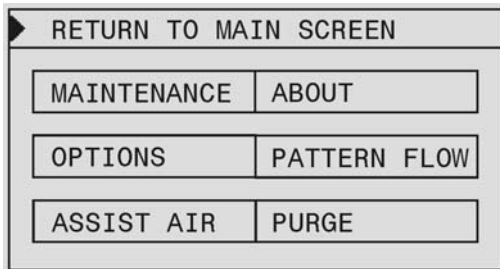 RETURN TO MAIN SCREEN
MAINTENANCE ABOUT
OPTIONS PATTERN FLOW
ASSIST AIR PURGE